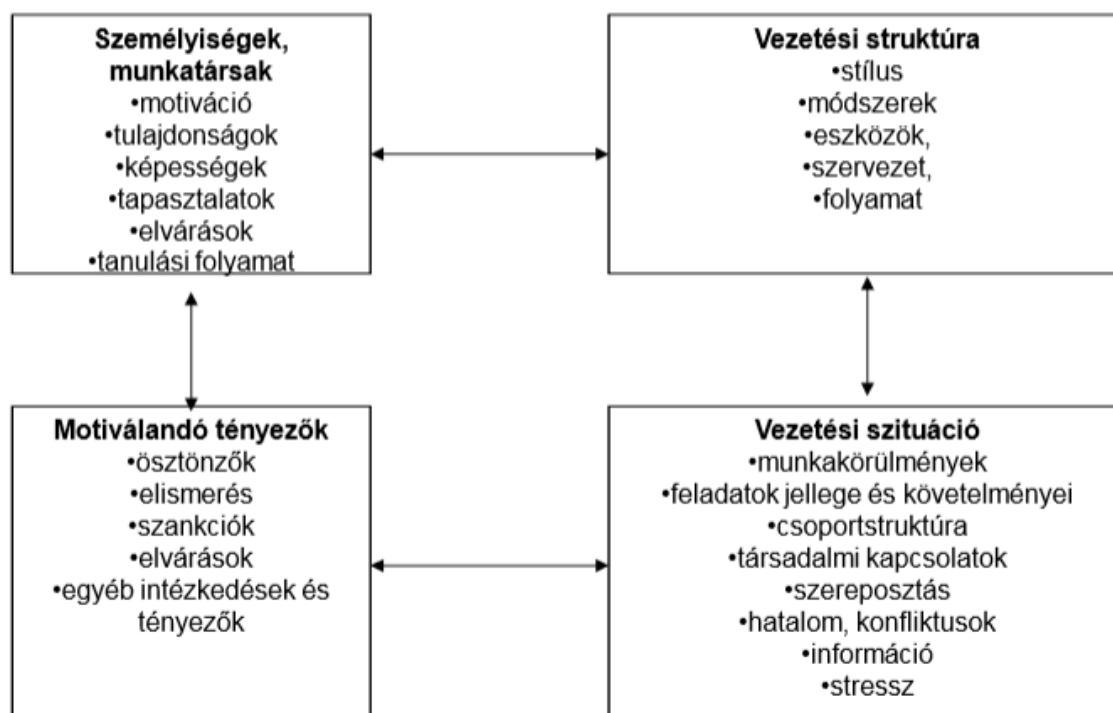 Személyiségek,
munkatársak
•motiváció
•tulajdonságok
•képességek
•tapasztalatok
•elvárások
•tanulási folyamat
Vezetési struktúra
•stílus
•módszerek
•eszközök,
•szervezet,
•folyamat
Motiválandó tényezők
•ösztönzők
•elismerés
•szankciók
•elvárások
•egyéb intézkedések és
tényezők
Vezetési szituáció
•munkakörülmények
•feladatok jellege és követelményei
•csoportstruktúra
•társadalmi kapcsolatok
•szereposztás
•hatalom, konfliktusok
•információ
•stressz